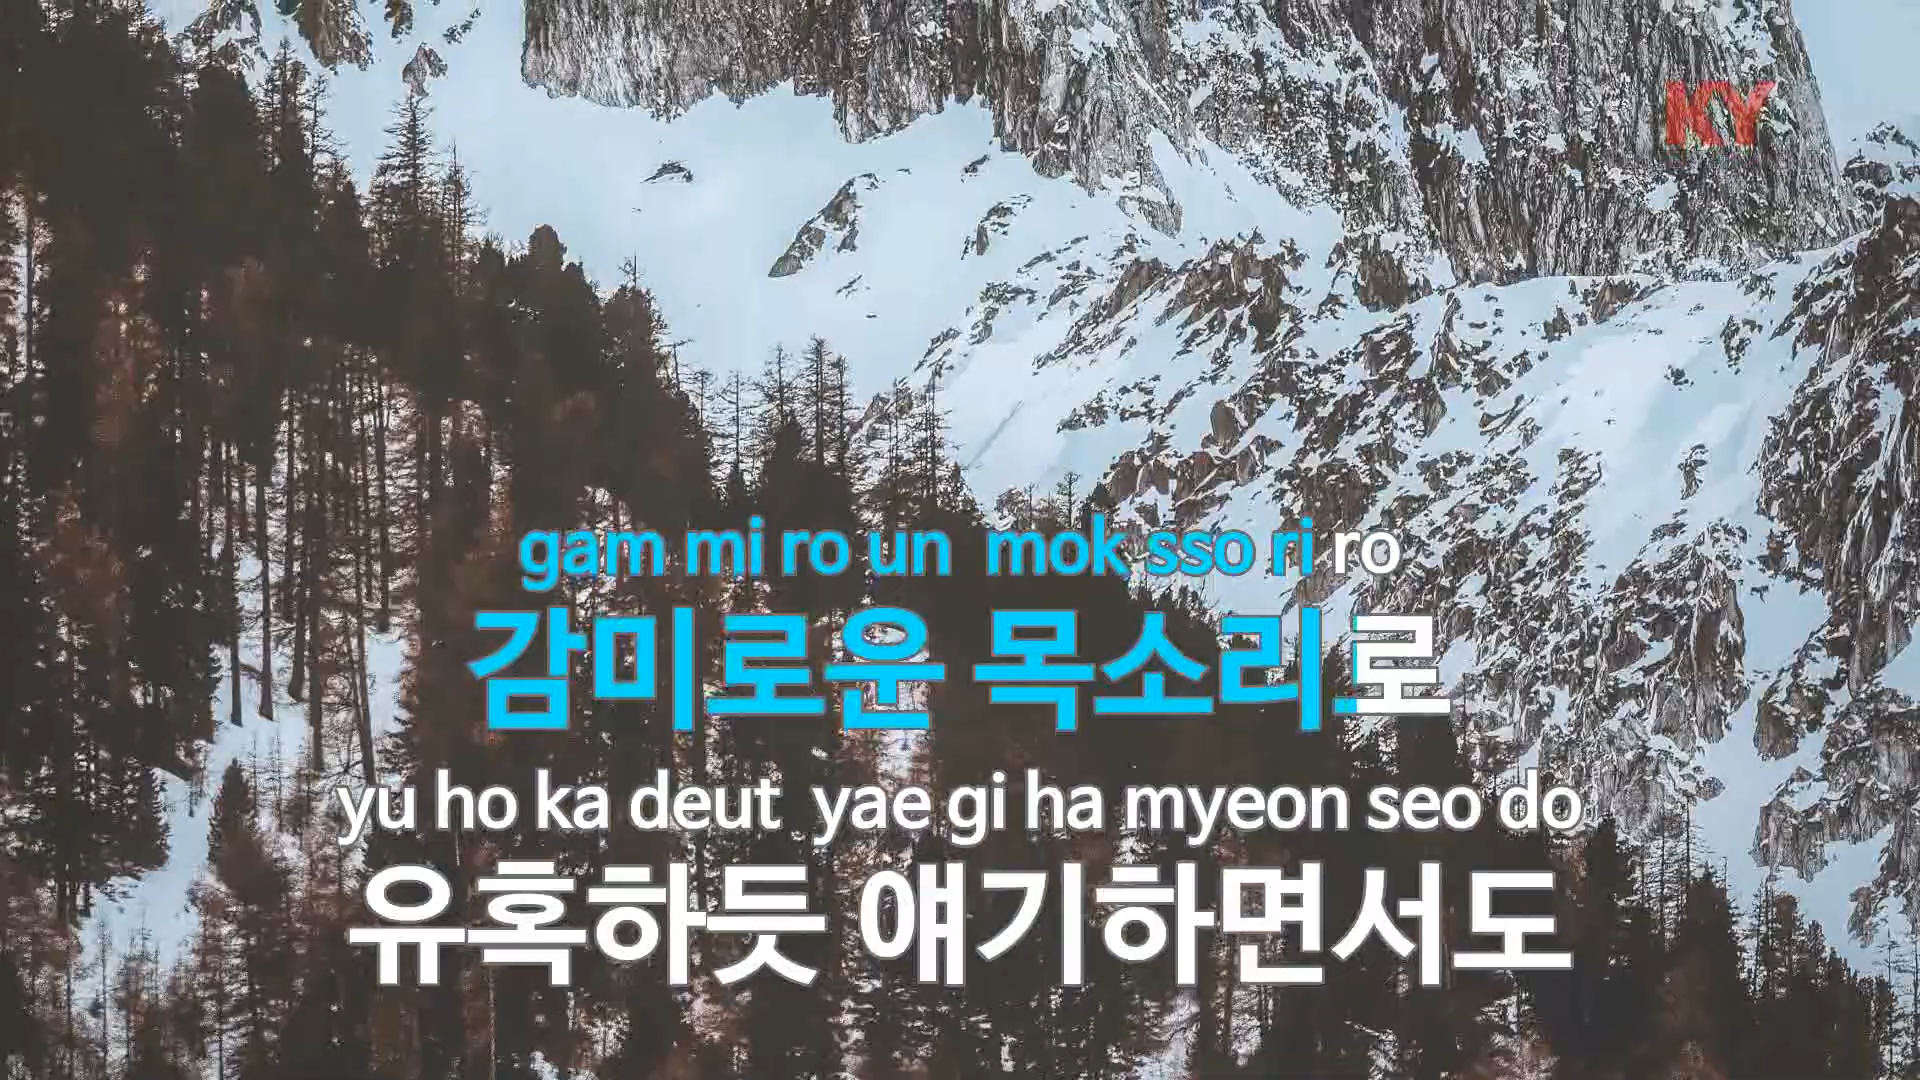 KY
gam mi ro un mok sso ri ro
감미로운 목소리로
yu ho ka deut yae gi ha myeon seo do
유혹하듯 얘기하면서도